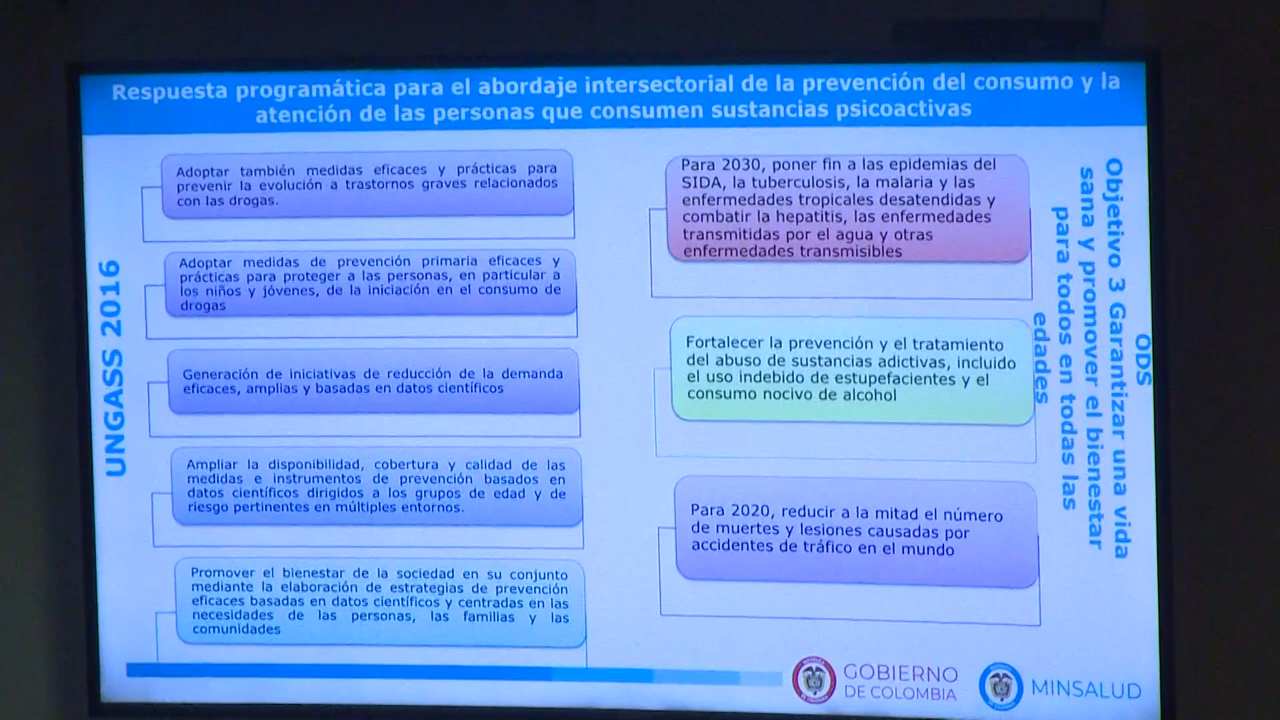 Respuesta programática para el abordaje intersectorial de la prevención del consumo y la
atención de las personas que consumen sustancias psicoactivas
UNGASS 2016
Adoptar también medidas eficaces y prácticas para
prevenir la evolución a trastornos graves relacionados
con las drogas.
Adoptar medidas de prevención primaria eficaces y
prácticas para proteger a las personas, en particular a
los niños y jóvenes, de la iniciación en el consumo de
drogas
Generación de iniciativas de reducción de la demanda
eficaces, amplias y basadas en datos científicos
Ampliar la disponibilidad, cobertura y calidad de las
medidas e instrumentos de prevención basados en
datos científicos dirigidos a los grupos de edad y de
riesgo pertinentes en múltiples entornos.
Promover el bienestar de la sociedad en su conjunto
mediante la elaboración de estrategias de prevención
eficaces basadas en datos científicos y centradas en las
necesidades de las personas, las familias y las
comunidades
Para 2030, poner fin a las epidemias del
SIDA, la tuberculosis, la malaria y las
enfermedades tropicales desatendidas y
combatir la hepatitis, las enfermedades
transmitidas por el agua y otras
enfermedades transmisibles
Fortalecer la prevención y el tratamiento
del abuso de sustancias adictivas, incluido
el uso indebido de estupefacientes y el
consumo nocivo de alcohol
Para 2020, reducir a la mitad el número
de muertes y lesiones causadas por
accidentes de tráfico en el mundo
ODS
Objetivo 3 Garantizar una vida
sana y promover el bienestar
para todos en todas las
edades
GOBIERNO
DE COLOMBIA
MINSALUD